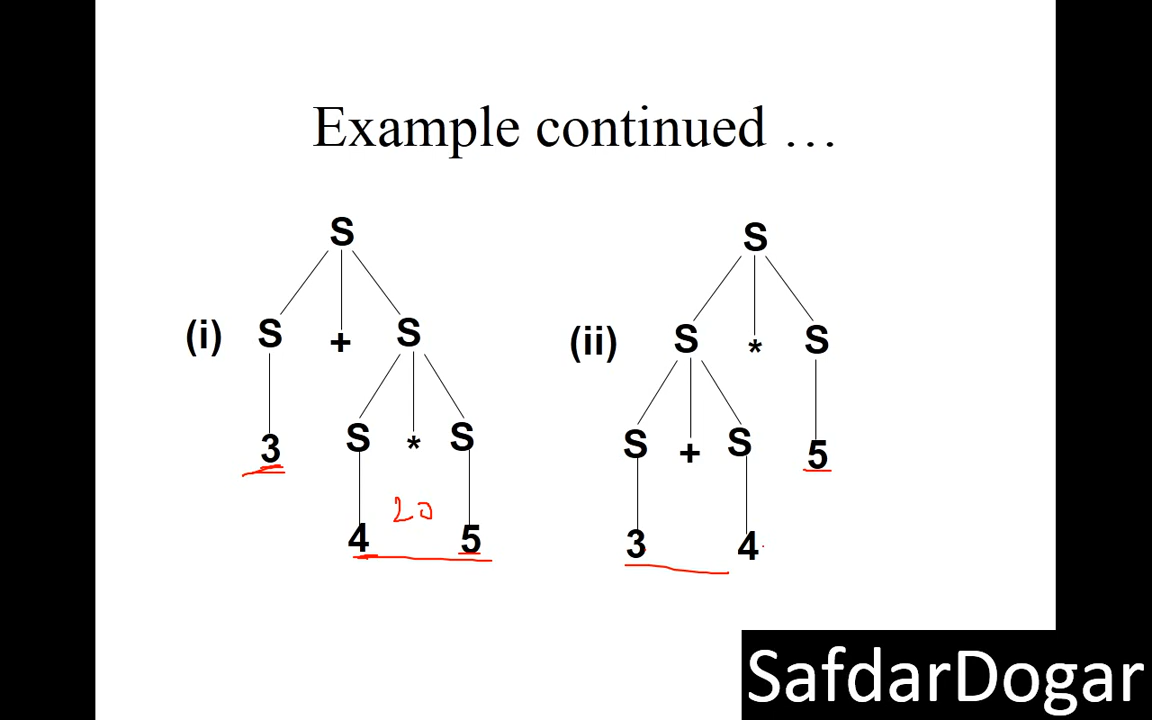 Example continued ...
S S
(i) S + S (ii) S * S
3 S * S S + S 5
20
4 5 3 4
SafdarDogar